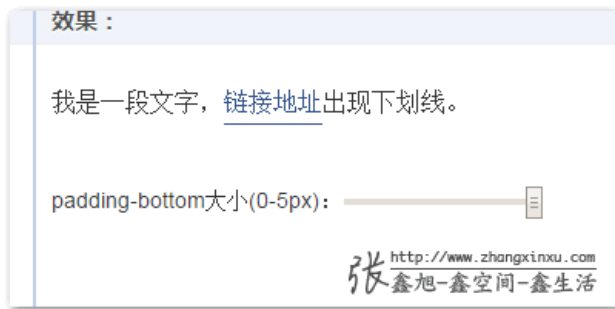 效果：
我是一段文字，链接地址出现下划线。
padding-bottom大小(0-5px)：
张 http://www.zhangxinxu.com
鑫旭-鑫空间-鑫生活